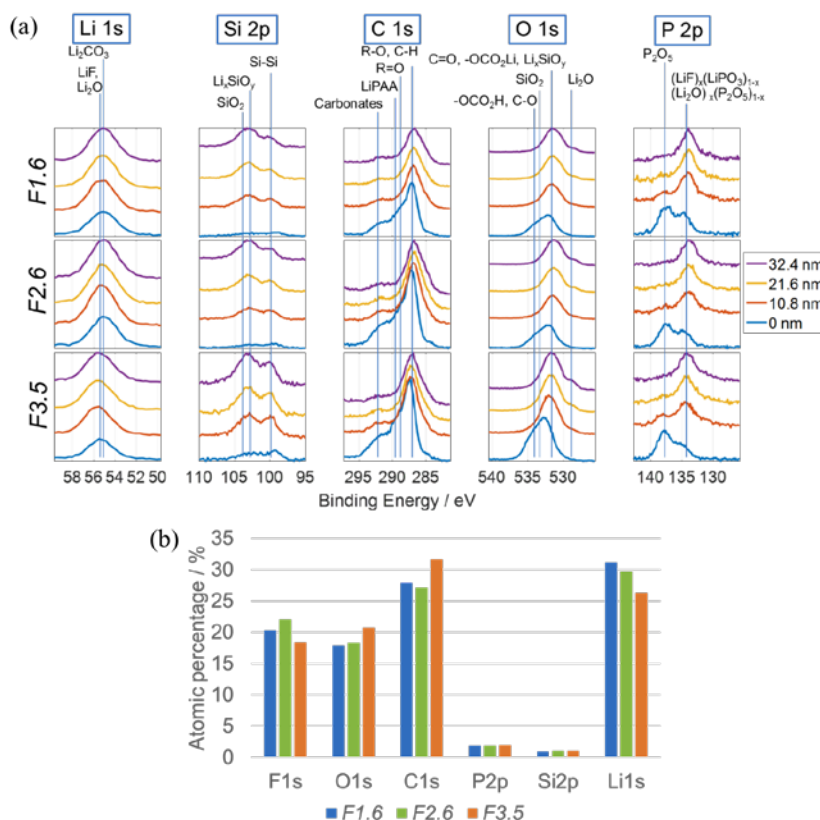 (a)
Li 1s
Si 2p
C 1s
O 1s
P 2p
Li₂CO₃
LiF,
Li₂O
Si-Si
LiₓSiOᵧ
SiO₂
R-O, C-H
R=O
LiPAA
Carbonates
C=O, -OCO₂Li, LiₓSiOᵧ
SiO₂
Li₂O
-OCO₂H, C-O
P₂O₅
(LiF)ₓ(LiPO₃)₁₋ₓ
(Li₂O)ₓ(P₂O₅)₁₋ₓ
F1.6
F2.6
F3.5
32.4 nm
21.6 nm
10.8 nm
0 nm
58 56 54 52 50
110 105 100 95
295 290 285
540 535 530
140 135 130
Binding Energy / eV
(b)
Atomic percentage / %
35
30
25
20
15
10
5
0
F1s O1s C1s P2p Si2p Li1s
F1.6 F2.6 F3.5